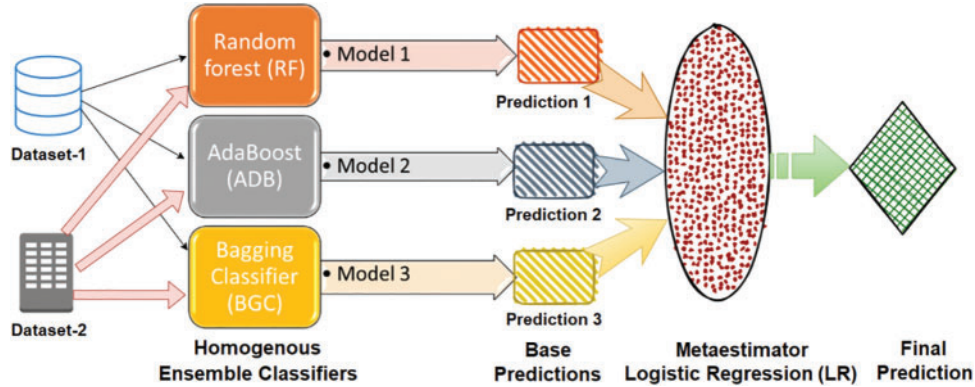 Dataset-1
Dataset-2
Random
forest (RF)
AdaBoost
(ADB)
Bagging
Classifier
(BGC)
Homogenous
Ensemble Classifiers
• Model 1
• Model 2
• Model 3
Prediction 1
Prediction 2
Prediction 3
Base
Predictions
Metaestimator
Logistic Regression (LR)
Final
Prediction